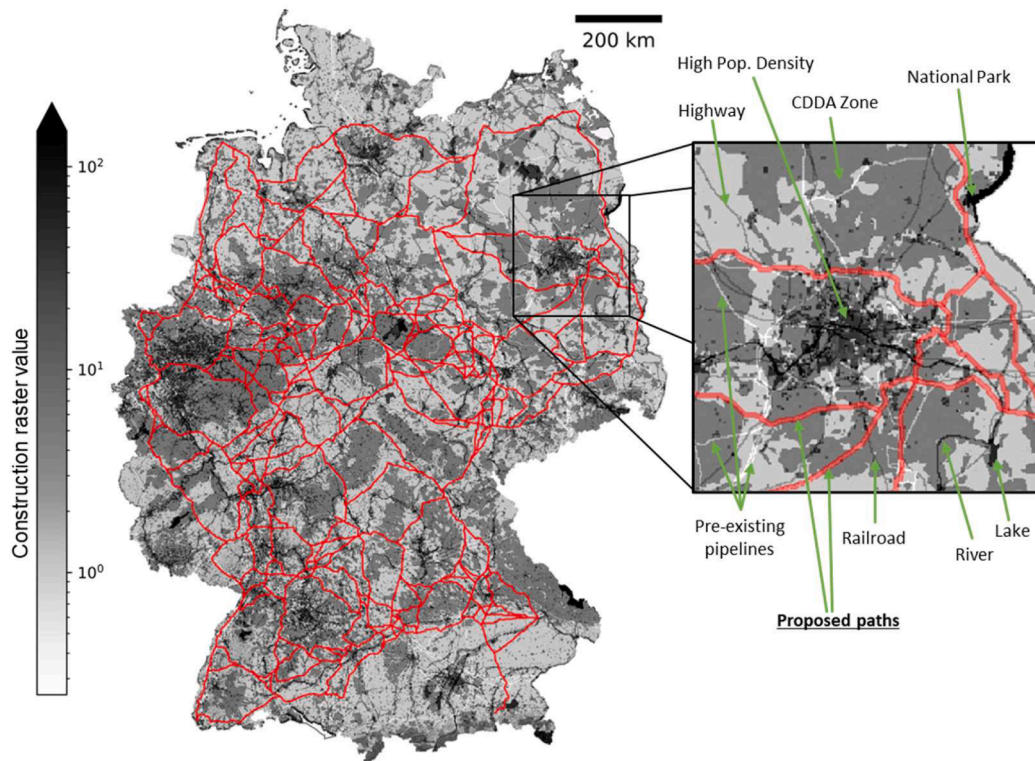 200 km
High Pop. Density
National Park
CDDA Zone
Highway
Construction raster value
10²
10¹
10⁰
Pre-existing
pipelines
Railroad
River
Lake
Proposed paths